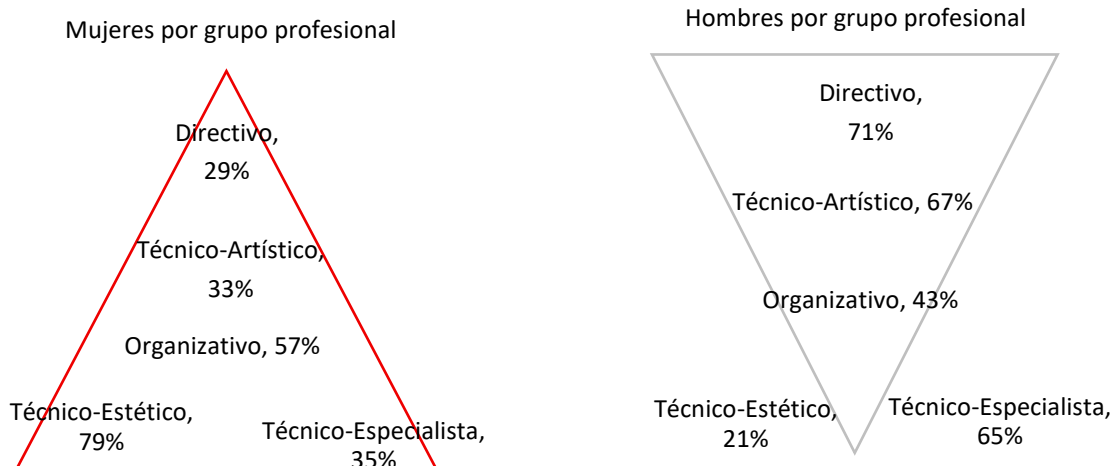 Mujeres por grupo profesional
Directivo,
29%
Técnico-Artístico,
33%
Organizativo, 57%
Técnico-Estético,
79%
Técnico-Especialista,
35%
Hombres por grupo profesional
Directivo,
71%
Técnico-Artístico, 67%
Organizativo, 43%
Técnico-Estético,
21%
Técnico-Especialista,
65%